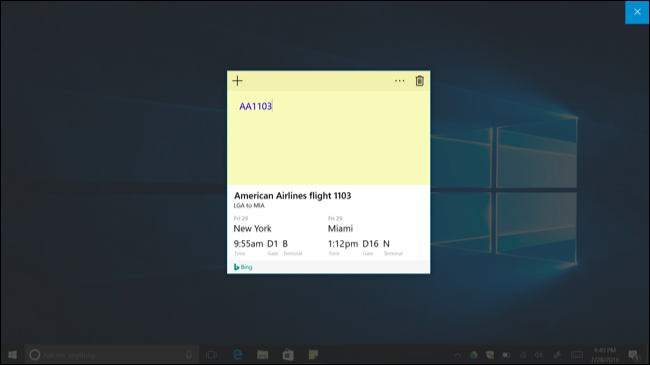 AA1103
American Airlines flight 1103
LGA to MIA
Fri 29 Fri 29
New York Miami
9:55am D1 B 1:12pm D16 N
Time Gate Terminal Time Gate Terminal
Bing
Ask me anything
4:45 PM
7/28/2016